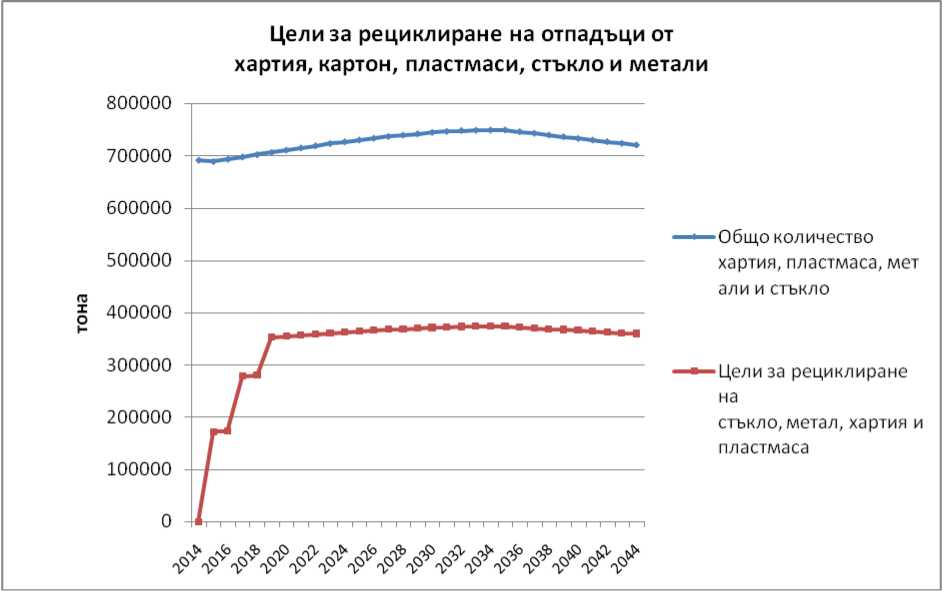 Цели за рециклиране на отпадъци от
хартия, картон, пластмаси, стъкло и метали
800000
700000
600000
500000
400000
300000
200000
100000
0
тона
2014
2016
2018
2020
2022
2024
2026
2028
2030
2032
2034
2036
2038
2040
2042
2044
Общо количество
хартия, пластмаса, мет
али и стъкло
Цели за рециклиране
на
стъкло, метал, хартия и
пластмаса